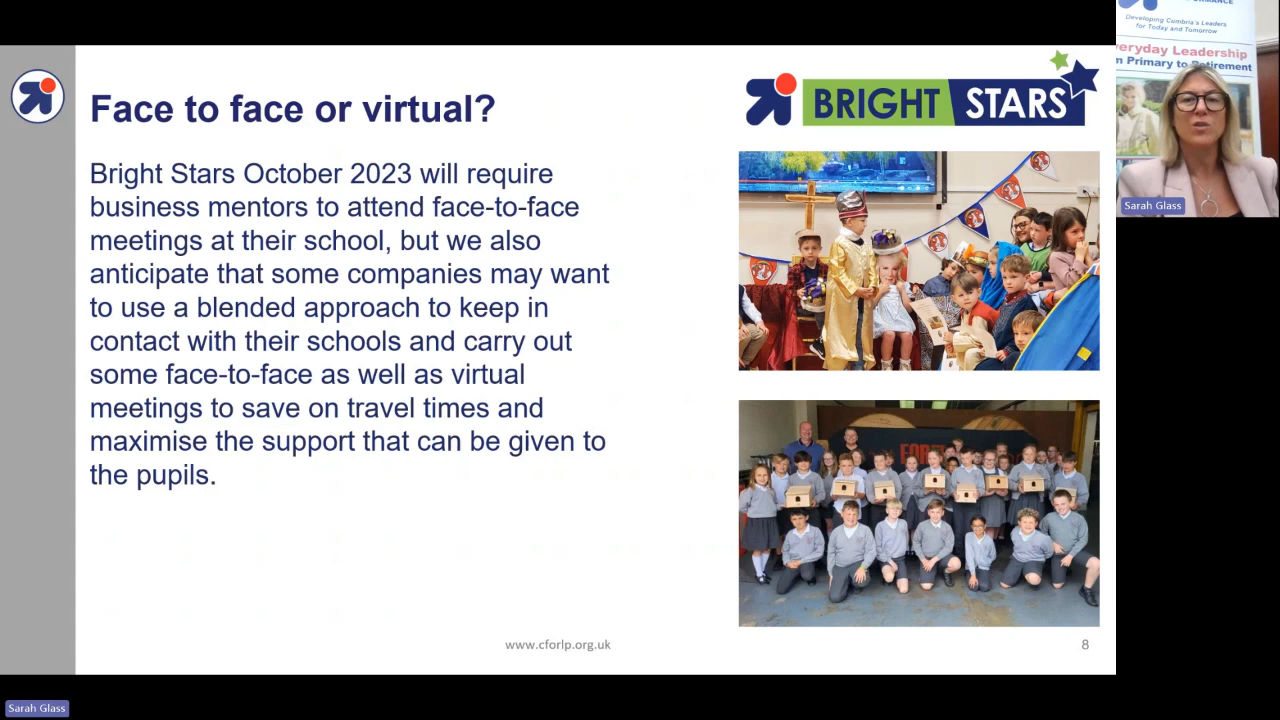 Face to face or virtual?
BRIGHT STARS
Bright Stars October 2023 will require
business mentors to attend face-to-face
meetings at their school, but we also
anticipate that some companies may want
to use a blended approach to keep in
contact with their schools and carry out
some face-to-face as well as virtual
meetings to save on travel times and
maximise the support that can be given to
the pupils.
www.cforlp.org.uk
8
Developing Cumbria's Leaders
for Today and Tomorrow
Primary to Retirement
Sarah Glass
Sarah Glass